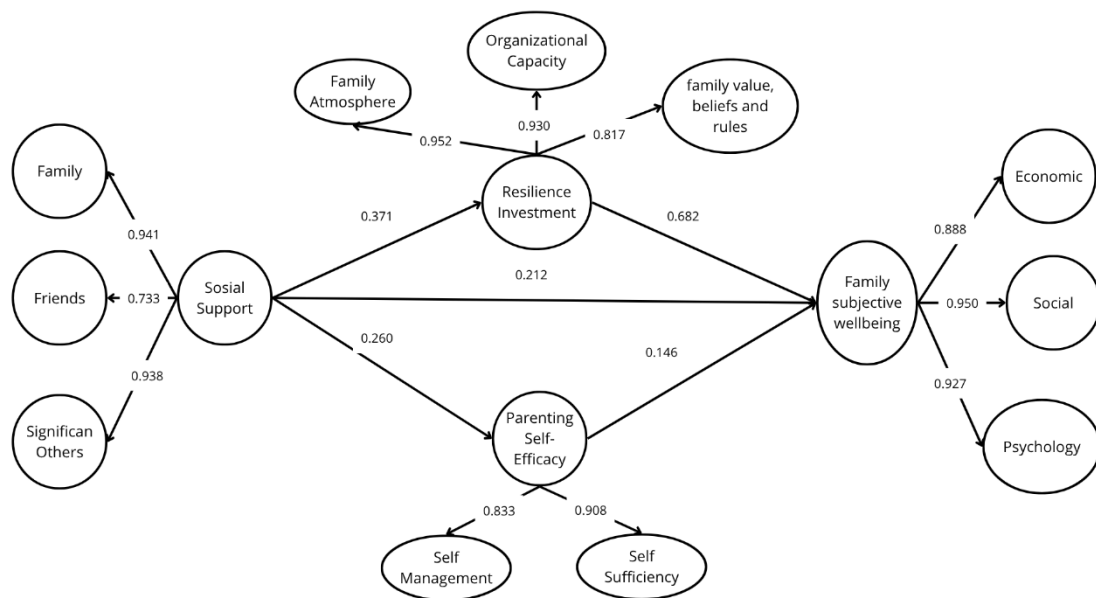 Organizational
Capacity
Family
Atmosphere
family value,
beliefs and
rules
0.952
0.930
0.817
Family
Resilience
Investment
Economic
0.371
0.682
0.941
0.888
0.212
Friends
0.733
Sosial
Support
Family
subjective
wellbeing
0.950
Social
0.260
0.146
0.938
0.927
Significan
Others
Parenting
Self-
Efficacy
Psychology
0.833
0.908
Self
Management
Self
Sufficiency